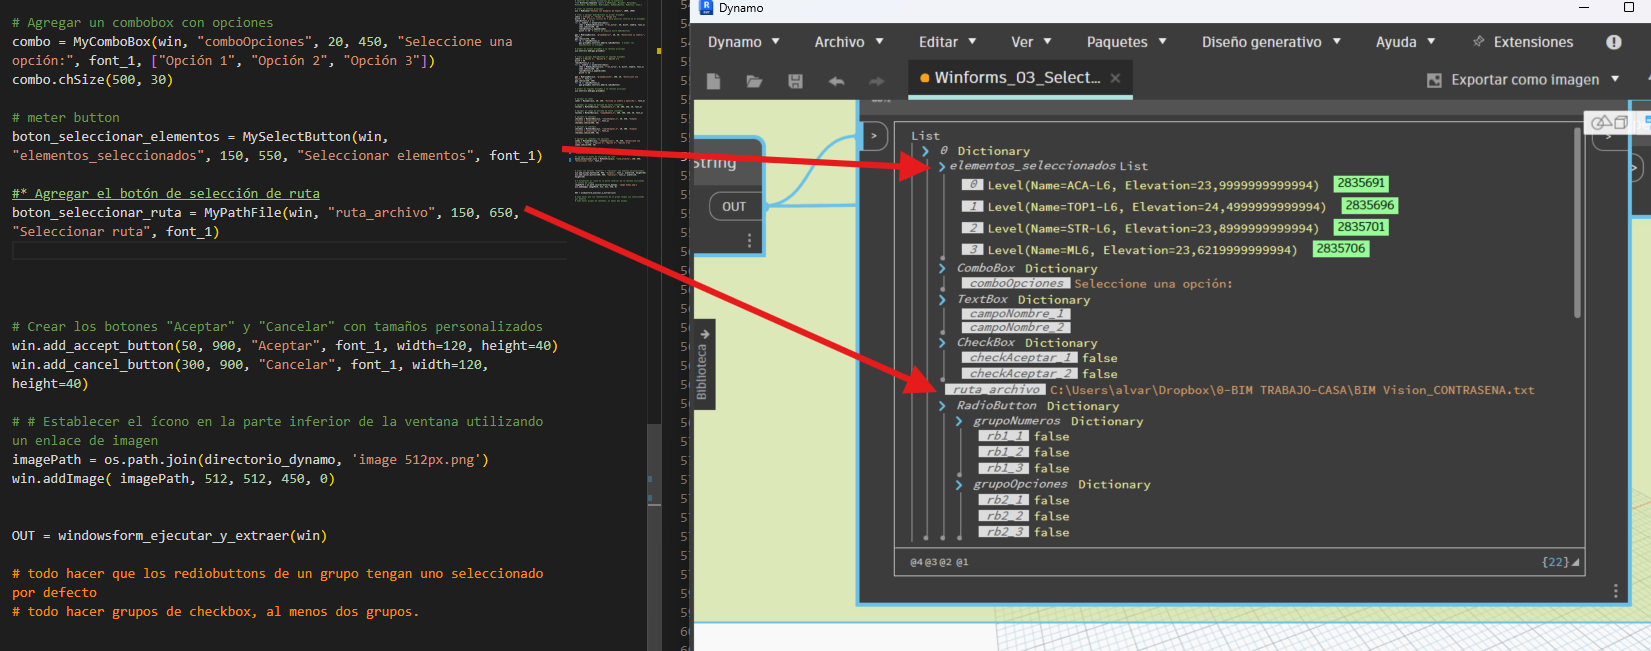 # Agregar un combobox con opciones
combo = MyComboBox(win, "comboOpciones", 20, 450, "Seleccione una
opción:", font_1, ["Opción 1", "Opción 2", "Opción 3"])
combo.chSize(500, 30)
# meter button
boton_seleccionar_elementos = MySelectButton(win,
"elementos_seleccionados", 150, 550, "Seleccionar elementos", font_1)
#* Agregar el botón de selección de ruta
boton_seleccionar_ruta = MyPathFile(win, "ruta_archivo", 150, 650,
"Seleccionar ruta", font_1)
# Crear los botones "Aceptar" y "Cancelar" con tamaños personalizados
win.add_accept_button(50, 900, "Aceptar", font_1, width=120, height=40)
win.add_cancel_button(300, 900, "Cancelar", font_1, width=120,
height=40)
# # Establecer el ícono en la parte inferior de la ventana utilizando
un enlace de imagen
imagePath = os.path.join(directorio_dynamo, 'image 512px.png')
win.addImage( imagePath, 512, 512, 450, 0)
OUT = windowsform_ejecutar_y_extraer(win)
# todo hacer que los rediobuttons de un grupo tengan uno seleccionado
por defecto
# todo hacer grupos de checkbox, al menos dos grupos.
Dynamo
Dynamo Archivo Editar Ver Paquetes Diseño generativo Ayuda Extensiones
Winforms_03_Select... ×
Exportar como imagen
String
OUT
Biblioteca
>
List
0 Dictionary
elementos_seleccionados List
0 Level(Name=ACA-L6, Elevation=23,9999999999994) 2835691
1 Level(Name=TOP1-L6, Elevation=24,4999999999994) 2835696
2 Level(Name=STR-L6, Elevation=23,8999999999994) 2835701
3 Level(Name=ML6, Elevation=23,6219999999994) 2835706
ComboBox Dictionary
comboOpciones Seleccione una opción:
TextBox Dictionary
campoNombre_1
campoNombre_2
CheckBox Dictionary
checkAceptar_1 false
checkAceptar_2 false
ruta_archivo C:\Users\alvar\Dropbox\0-BIM TRABAJO-CASA\BIM Vision_CONTRASENA.txt
RadioButton Dictionary
grupoNumeros Dictionary
rb1_1 false
rb1_2 false
rb1_3 false
grupoOpciones Dictionary
rb2_1 false
rb2_2 false
rb2_3 false
@4 @3 @2 @1 {22}